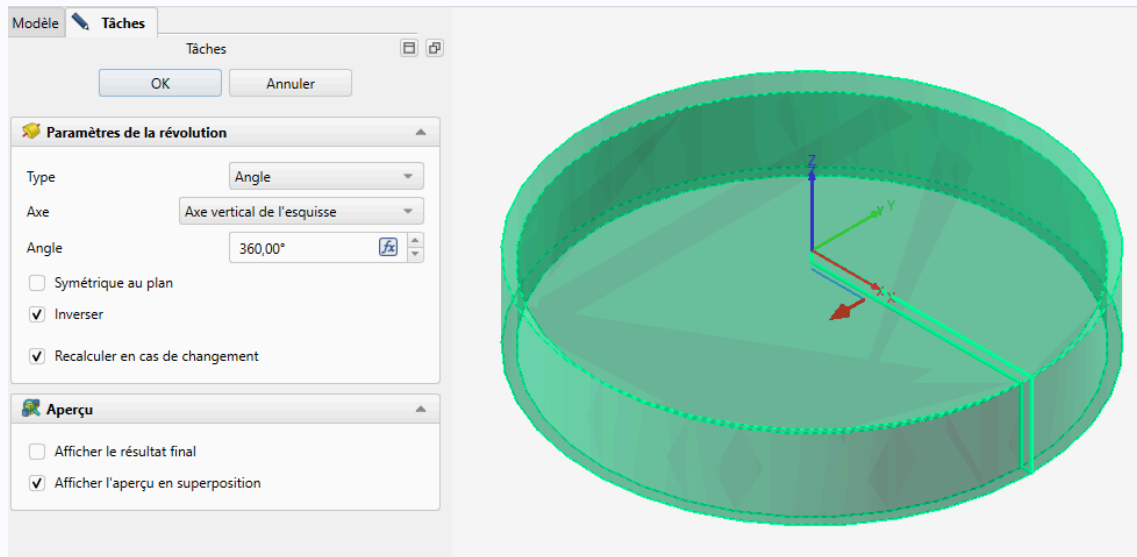 Modèle Tâches
Tâches
OK Annuler
Paramètres de la révolution
Type Angle
Axe Axe vertical de l'esquisse
Angle 360,00° fx
Symétrique au plan
Inverser
Recalculer en cas de changement
Aperçu
Afficher le résultat final
Afficher l'aperçu en superposition
Z
Y
X X